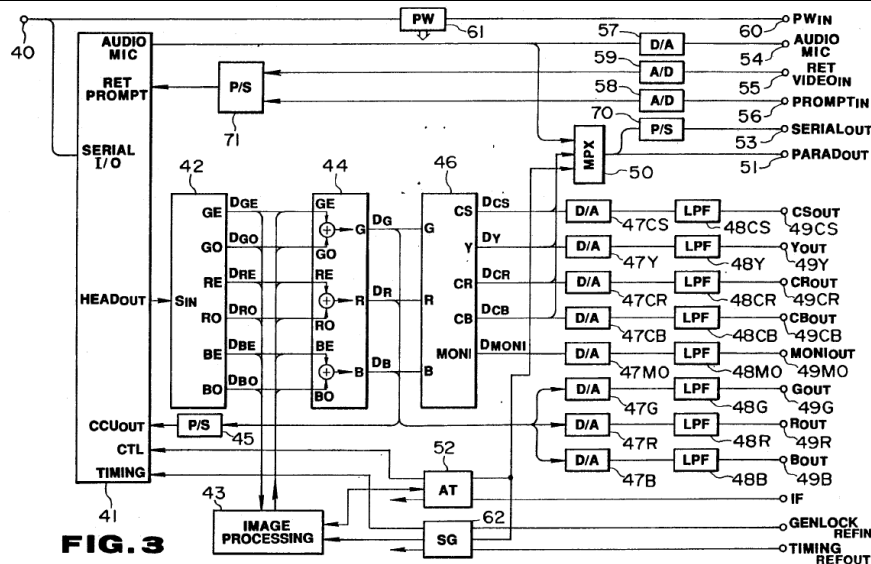 40
PW
61
60
PWIN
AUDIO
MIC
57
D/A
54
AUDIO
MIC
59
A/D
55
RET
VIDEOIN
RET
PROMPT
P/S
71
58
A/D
56
PROMPTIN
70
P/S
53
SERIALOUT
SERIAL
I/O
MPX
50
51
PARADOUT
42
44
46
GE
DGE
GE
G
DG
G
CS
DCS
D/A
47CS
LPF
48CS
CSOUT
49CS
GO
DGO
GO
Y
DY
D/A
47Y
LPF
48Y
YOUT
49Y
RE
DRE
RE
CR
DCR
D/A
47CR
LPF
48CR
CROUT
49CR
HEADOUT
SIN
R
DR
R
RO
DRO
RO
CB
DCB
D/A
47CB
LPF
48CB
CBOUT
49CB
BE
DBE
BE
MONI
DMONI
D/A
47MO
LPF
48MO
MONIOUT
49MO
B
DB
B
BO
DBO
BO
D/A
47G
LPF
48G
GOUT
49G
CCUOUT
P/S
45
D/A
47R
LPF
48R
ROUT
49R
CTL
D/A
47B
LPF
48B
BOUT
49B
TIMING
52
AT
IF
41
43
IMAGE
PROCESSING
62
SG
GENLOCK
REFIN
TIMING
REFOUT
FIG. 3